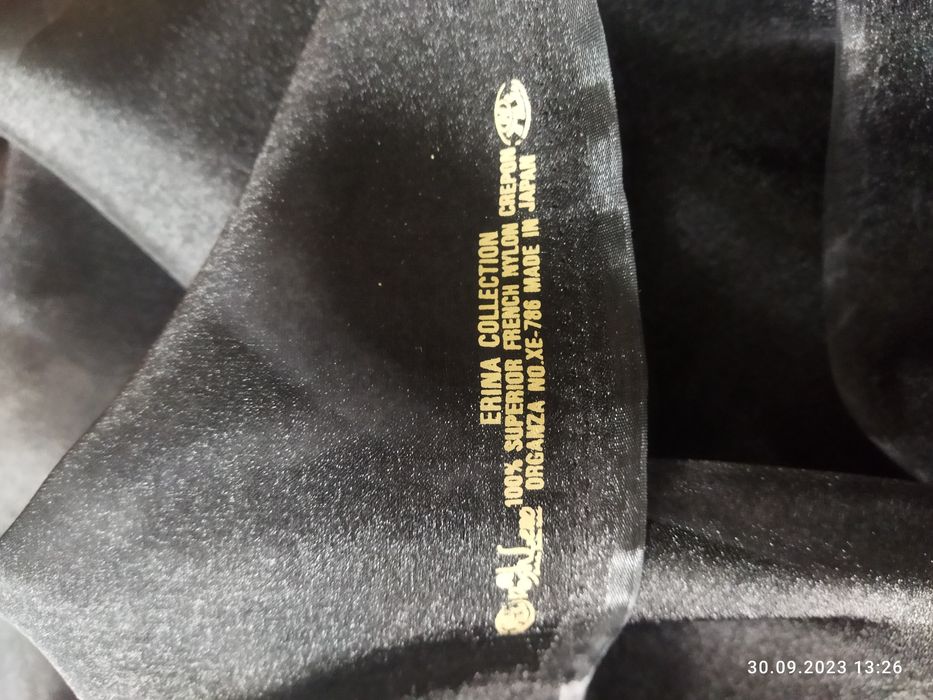 ERINA COLLECTION
100% SUPERIOR FRENCH NYLON CREPON
ORGANZA NO.XE-786 MADE IN JAPAN
30.09.2023 13:26